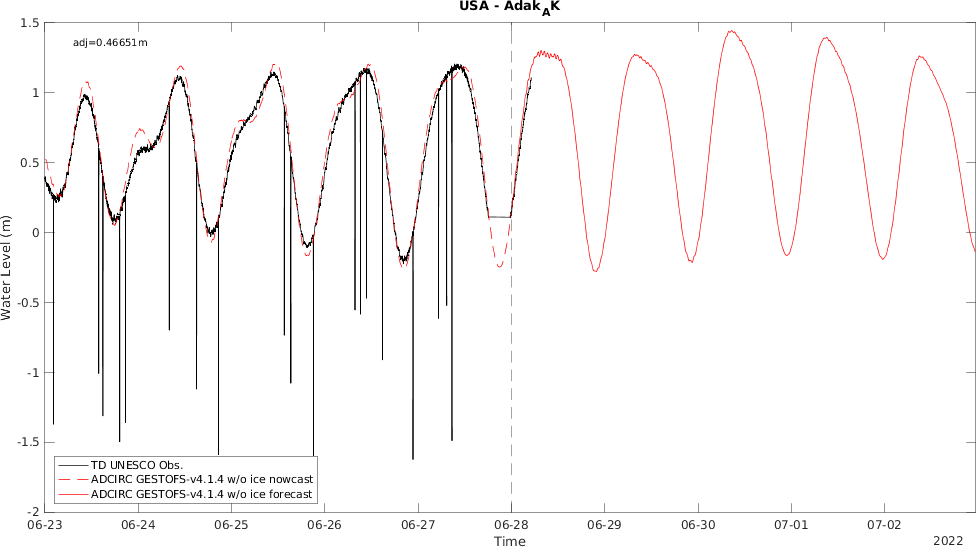 USA - Adak_AK
adj=0.46651m
1.5
1
0.5
0
-0.5
-1
-1.5
-2
Water Level (m)
TD UNESCO Obs.
ADCIRC GESTOFS-v4.1.4 w/o ice nowcast
ADCIRC GESTOFS-v4.1.4 w/o ice forecast
06-23 06-24 06-25 06-26 06-27 06-28 06-29 06-30 07-01 07-02
Time
2022